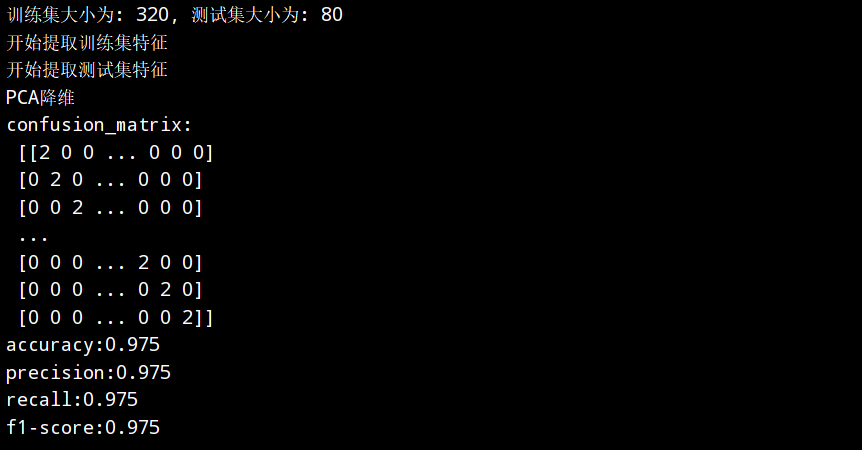 训练集大小为: 320, 测试集大小为: 80
开始提取训练集特征
开始提取测试集特征
PCA降维
confusion_matrix:
[[2 0 0 ... 0 0 0]
[0 2 0 ... 0 0 0]
[0 0 2 ... 0 0 0]
...
[0 0 0 ... 2 0 0]
[0 0 0 ... 0 2 0]
[0 0 0 ... 0 0 2]]
accuracy:0.975
precision:0.975
recall:0.975
f1-score:0.975